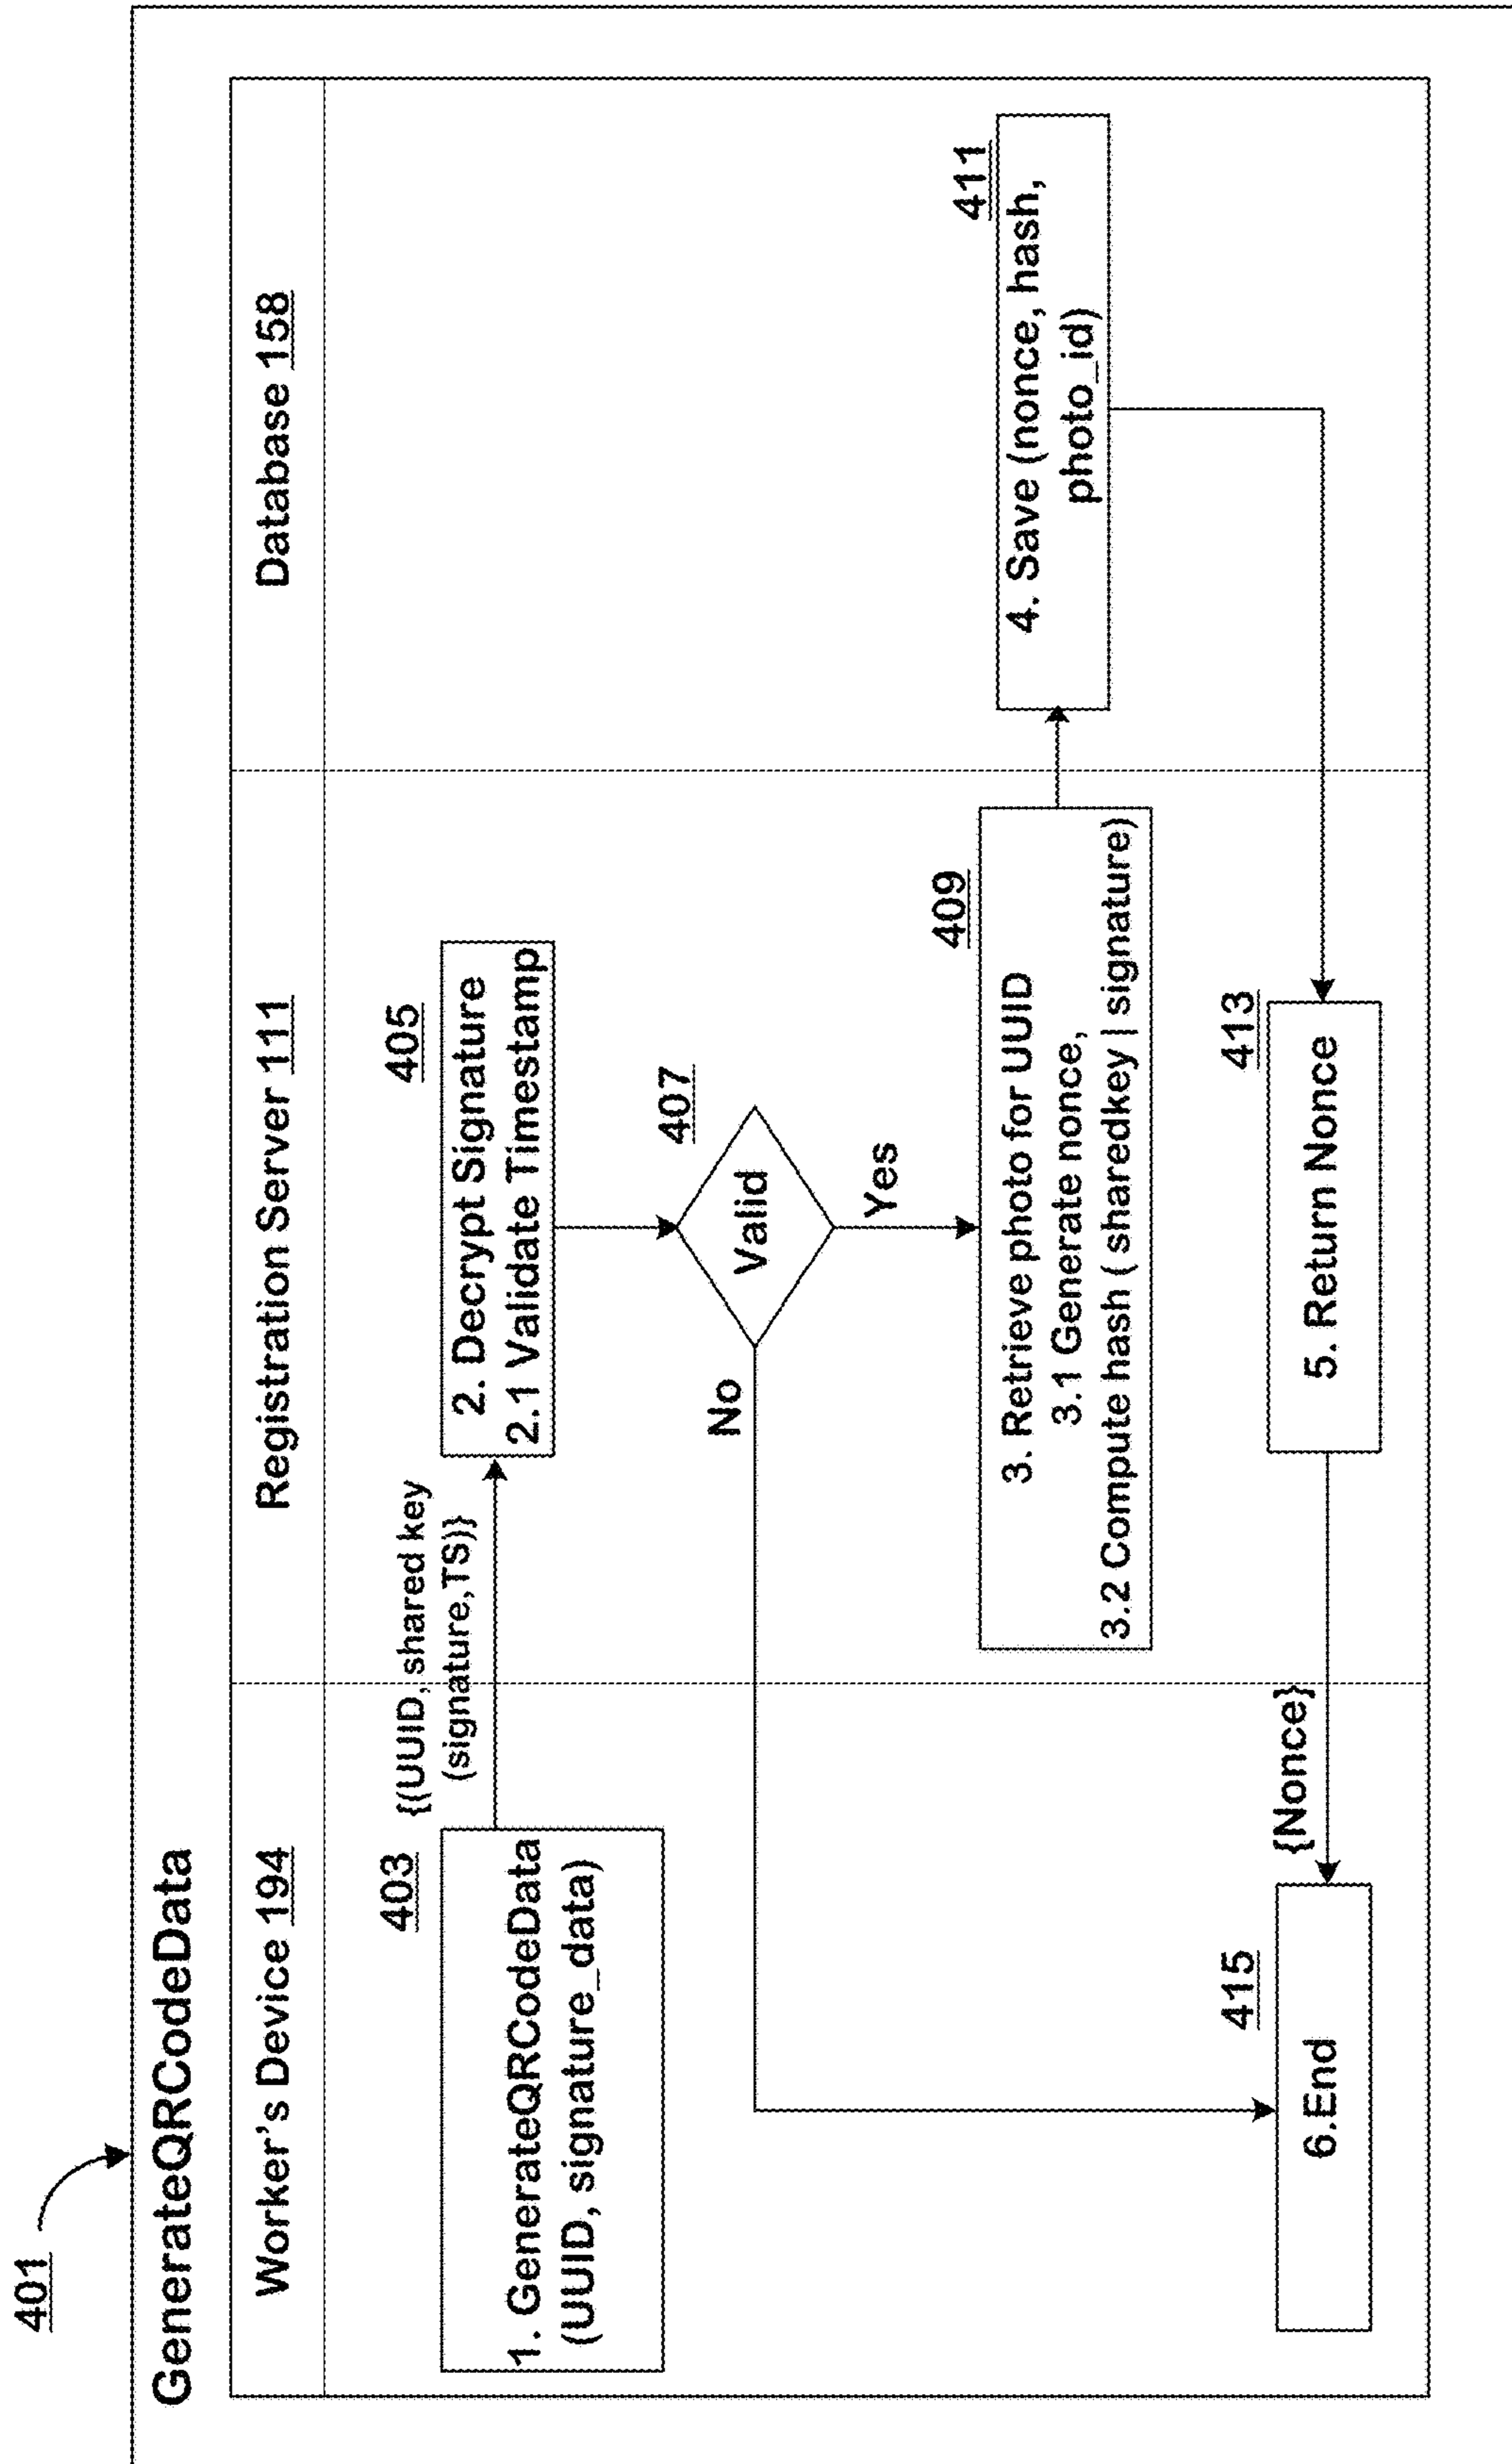 401
GenerateQRCodeData
Worker's Device 194
Registration Server 111
Database 158
403
1. GenerateQRCodeData
(UUID, signature_data)
{(UUID, shared key
(signature,TS)}
405
2. Decrypt Signature
2.1 Validate Timestamp
407
Valid
No
Yes
409
3. Retrieve photo for UUID
3.1 Generate nonce,
3.2 Compute hash ( sharedkey | signature)
411
4. Save (nonce, hash,
photo_id)
413
5. Return Nonce
{Nonce}
415
6.End